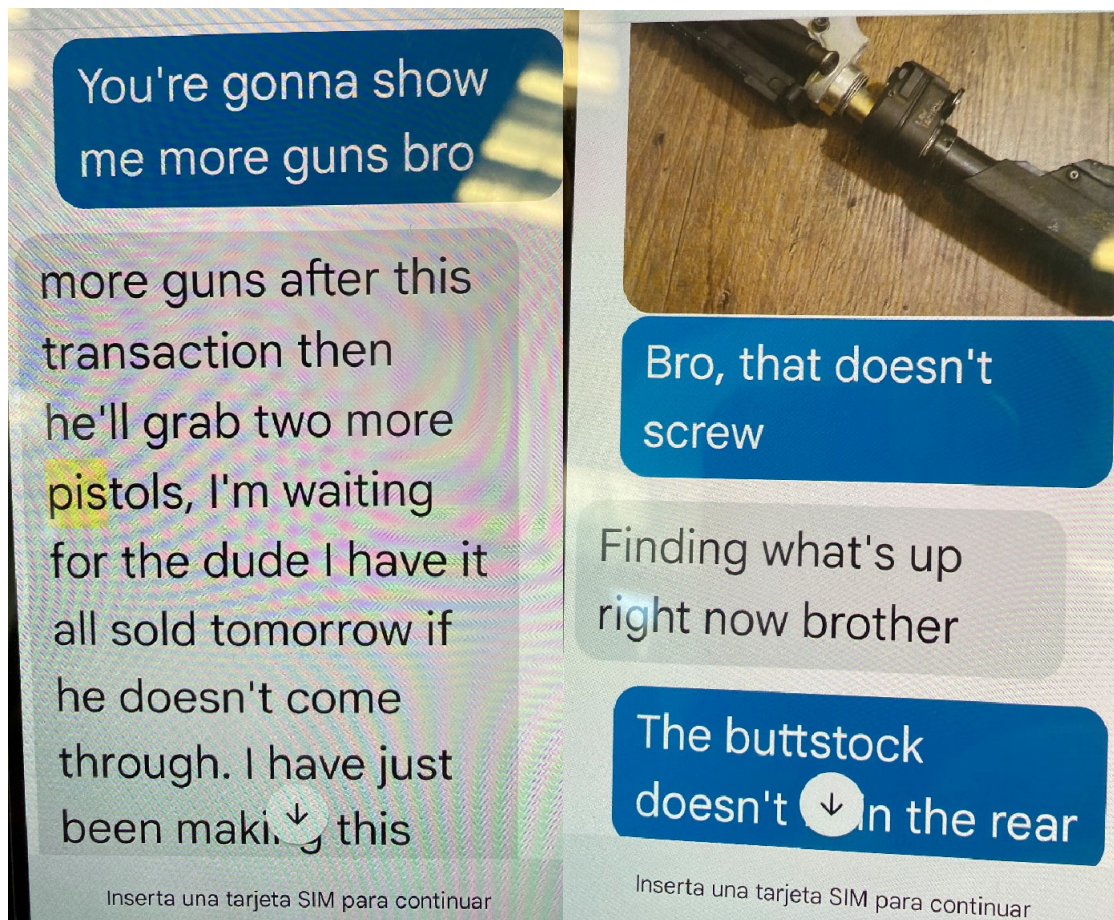 You're gonna show
me more guns bro
more guns after this
transaction then
he'll grab two more
pistols, I'm waiting
for the dude I have it
all sold tomorrow if
he doesn't come
through. I have just
been this
Inserta una tarjeta SIM para continuar
Bro, that doesn't
screw
Finding what's up
right now brother
The buttstock
doesn't the rear
Inserta una tarjeta SIM para continuar